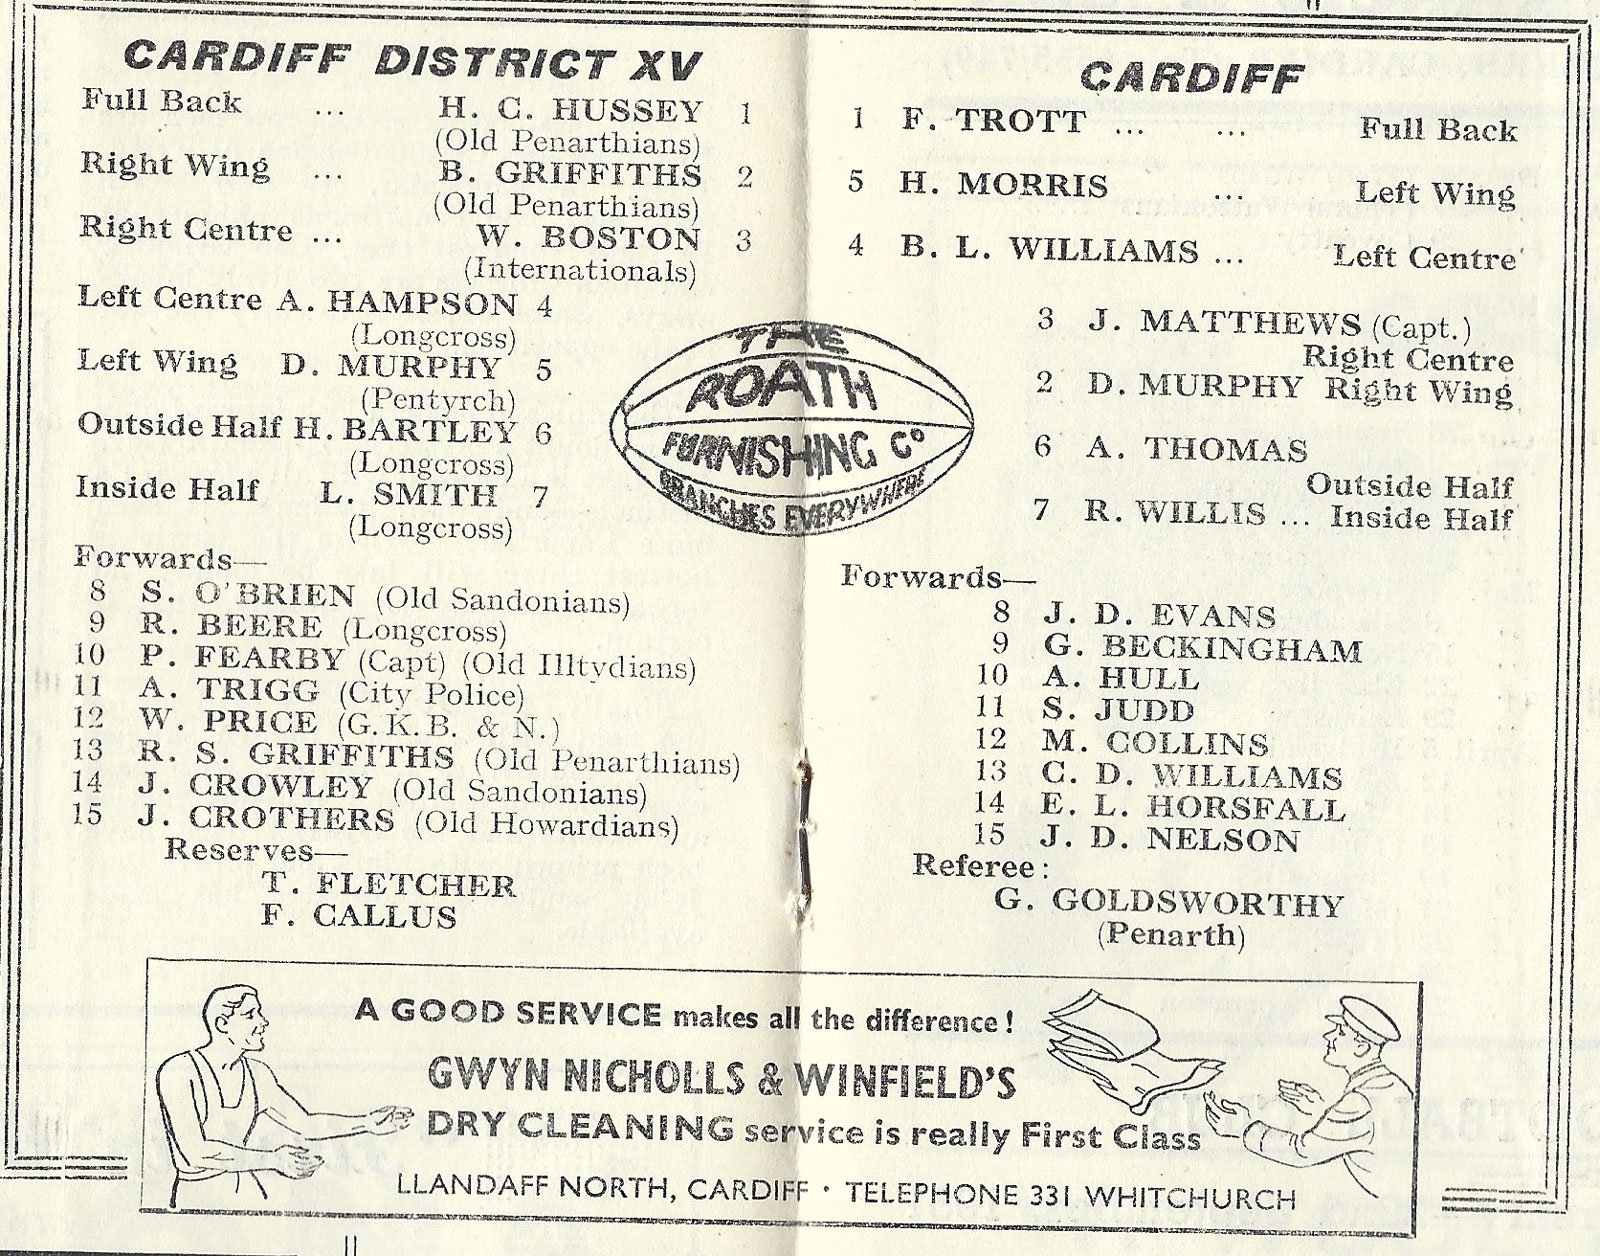 CARDIFF DISTRICT XV
Full Back ... H. C. HUSSEY 1
(Old Penarthians)
Right Wing ... B. GRIFFITHS 2
(Old Penarthians)
Right Centre ... W. BOSTON 3
(Internationals)
Left Centre A. HAMPSON 4
(Longcross)
Left Wing D. MURPHY 5
(Pentyrch)
Outside Half H. BARTLEY 6
(Longcross)
Inside Half L. SMITH 7
(Longcross)
Forwards—
8 S. O'BRIEN (Old Sandonians)
9 R. BEERE (Longcross)
10 P. FEARBY (Capt) (Old Illtydians)
11 A. TRIGG (City Police)
12 W. PRICE (G.K.B. & N.)
13 R. S. GRIFFITHS (Old Penarthians)
14 J. CROWLEY (Old Sandonians)
15 J. CROTHERS (Old Howardians)
Reserves—
T. FLETCHER
F. CALLUS
THE
ROATH
FURNISHING Co
BRANCHES EVERYWHERE
CARDIFF
1 F. TROTT ... ... Full Back
5 H. MORRIS ... Left Wing
4 B. L. WILLIAMS ... Left Centre
3 J. MATTHEWS (Capt.)
Right Centre
2 D. MURPHY Right Wing
6 A. THOMAS
Outside Half
7 R. WILLIS ... Inside Half
Forwards—
8 J. D. EVANS
9 G. BECKINGHAM
10 A. HULL
11 S. JUDD
12 M. COLLINS
13 C. D. WILLIAMS
14 E. L. HORSFALL
15 J. D. NELSON
Referee:
G. GOLDSWORTHY
(Penarth)
A GOOD SERVICE makes all the difference!
GWYN NICHOLLS & WINFIELD'S
DRY CLEANING service is really First Class
LLANDAFF NORTH, CARDIFF · TELEPHONE 331 WHITCHURCH